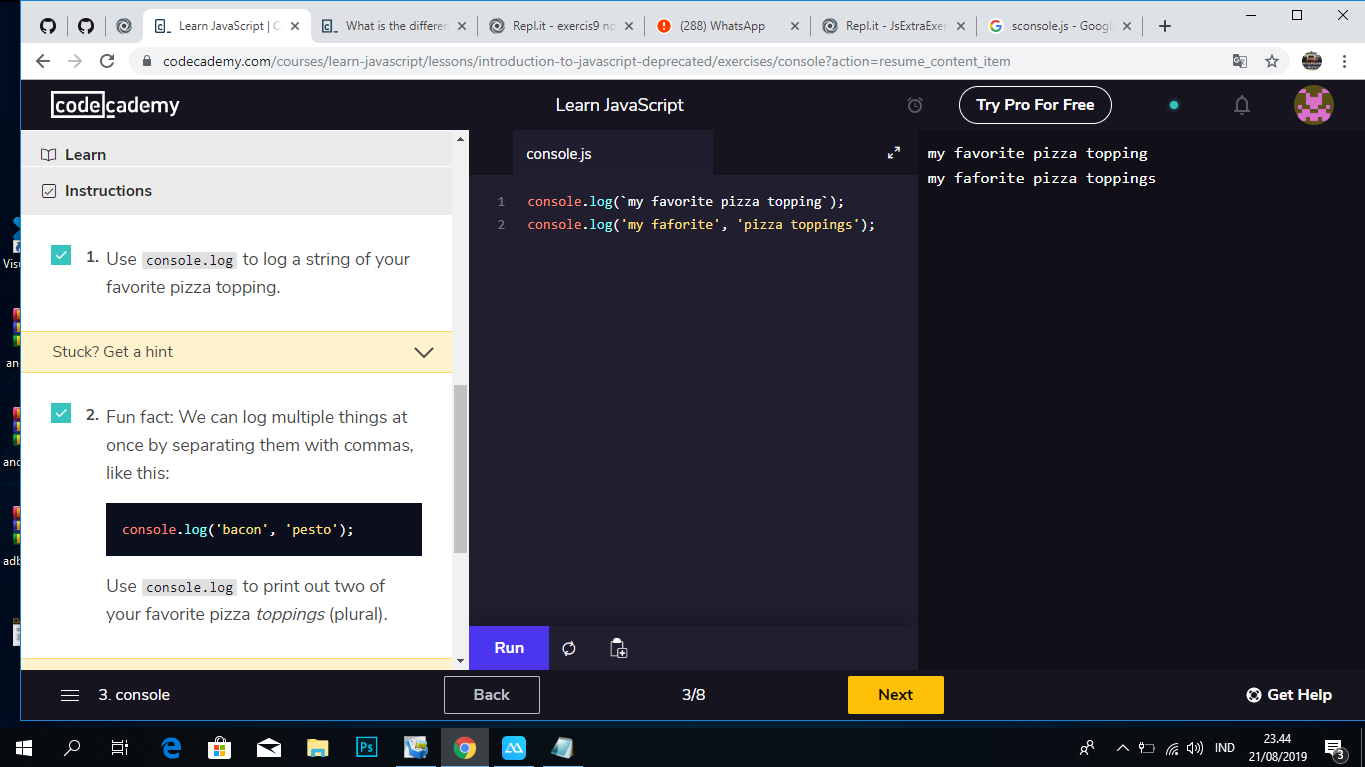 Learn JavaScript | C
What is the differen
Repl.it - exercis9 no
(288) WhatsApp
Repl.it - JsExtraExer
sconsole.js - Googl
codecademy.com/courses/learn-javascript/lessons/introduction-to-javascript-deprecated/exercises/console?action=resume_content_item
codecademy
Learn JavaScript
Try Pro For Free
Learn
Instructions
1. Use console.log to log a string of your
favorite pizza topping.
Stuck? Get a hint
2. Fun fact: We can log multiple things at
once by separating them with commas,
like this:
console.log('bacon', 'pesto');
Use console.log to print out two of
your favorite pizza toppings (plural).
console.js
1 console.log(`my favorite pizza topping`);
2 console.log('my faforite', 'pizza toppings');
my favorite pizza topping
my faforite pizza toppings
Run
3. console
Back
3/8
Next
Get Help
Visu
an
and
adb
Ps
IND
23.44
21/08/2019
3